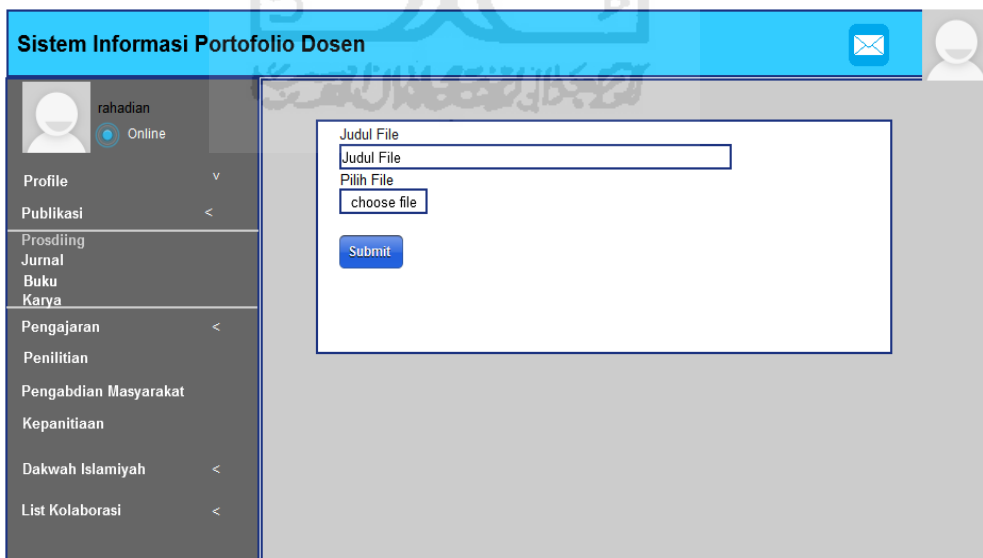 Sistem Informasi Portofolio Dosen
rahadian
Online
Profile v
Publikasi <
Prosdiing
Jurnal
Buku
Karya
Pengajaran <
Penilitian
Pengabdian Masyarakat
Kepanitiaan
Dakwah Islamiyah <
List Kolaborasi <
Judul File
Judul File
Pilih File
choose file
Submit